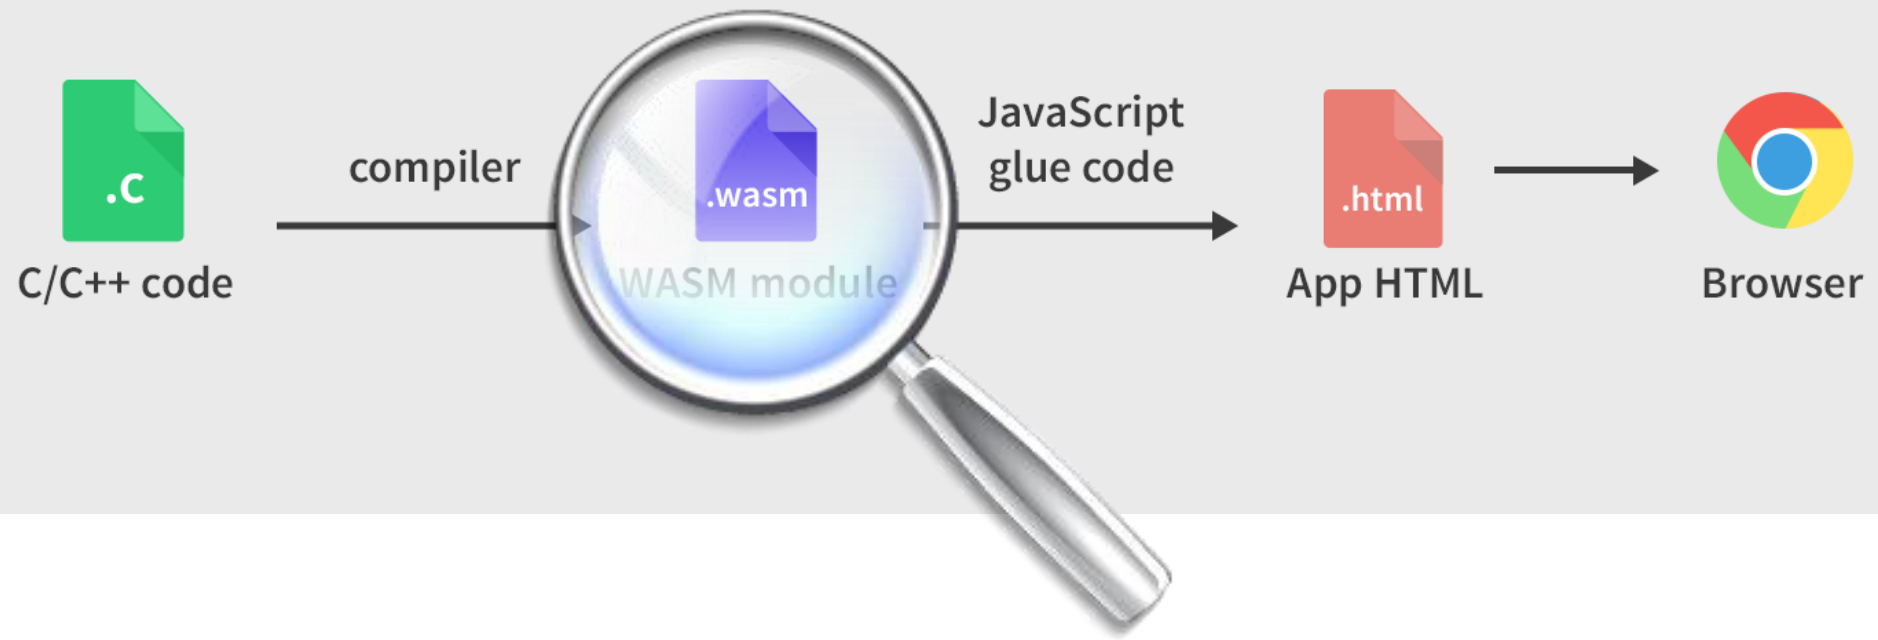 .c
C/C++ code
compiler
.wasm
WASM module
JavaScript
glue code
.html
App HTML
Browser